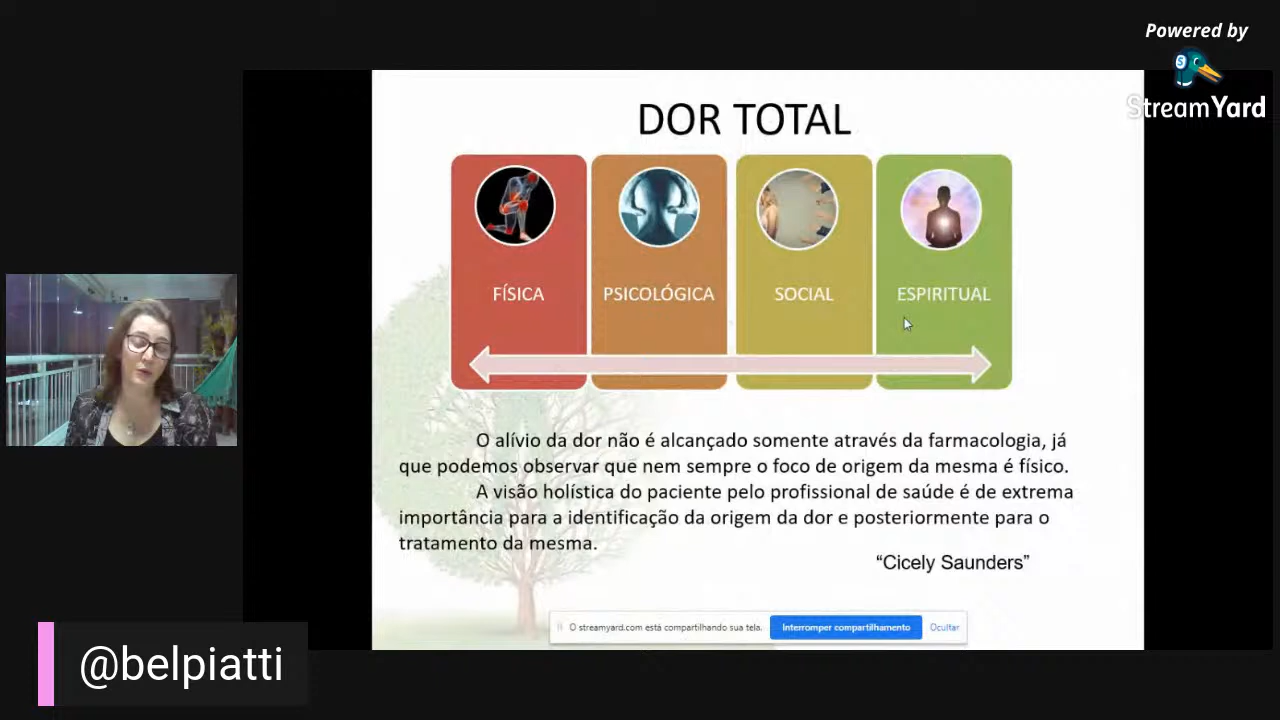 Powered by
StreamYard
DOR TOTAL
FÍSICA
PSICOLÓGICA
SOCIAL
ESPIRITUAL
O alívio da dor não é alcançado somente através da farmacologia, já
que podemos observar que nem sempre o foco de origem da mesma é físico.
A visão holística do paciente pelo profissional de saúde é de extrema
importância para a identificação da origem da dor e posteriormente para o
tratamento da mesma.
“Cicely Saunders”
O streamyard.com está compartilhando sua tela.
Interromper compartilhamento
Ocultar
@belpiatti